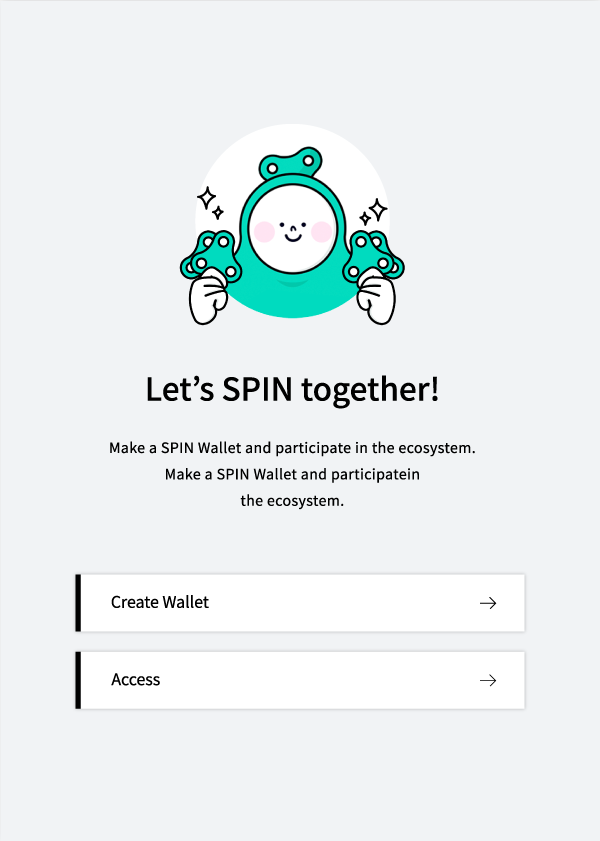 Let’s SPIN together!
Make a SPIN Wallet and participate in the ecosystem.
Make a SPIN Wallet and participatein
the ecosystem.
Create Wallet
Access